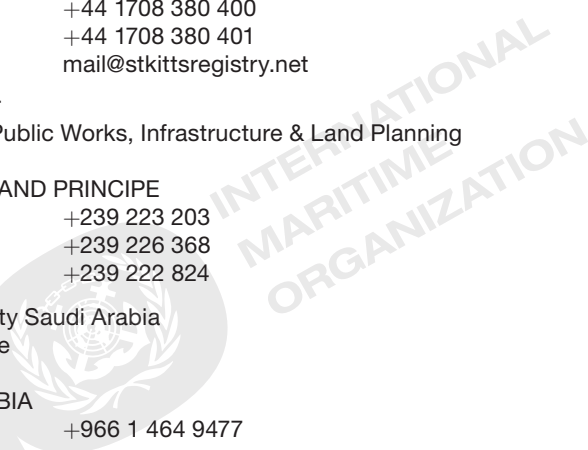 +44 1708 380 400
+44 1708 380 401
mail@stkittsregistry.net
Public Works, Infrastructure & Land Planning
AND PRINCIPE
+239 223 203
+239 226 368
+239 222 824
ty Saudi Arabia
e
BIA
+966 1 464 9477
INTERNATIONAL
MARITIME
ORGANIZATION